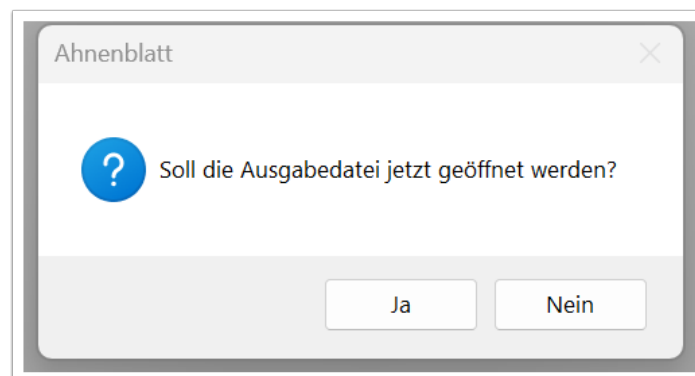 Ahnenblatt
Soll die Ausgabedatei jetzt geöffnet werden?
Ja
Nein